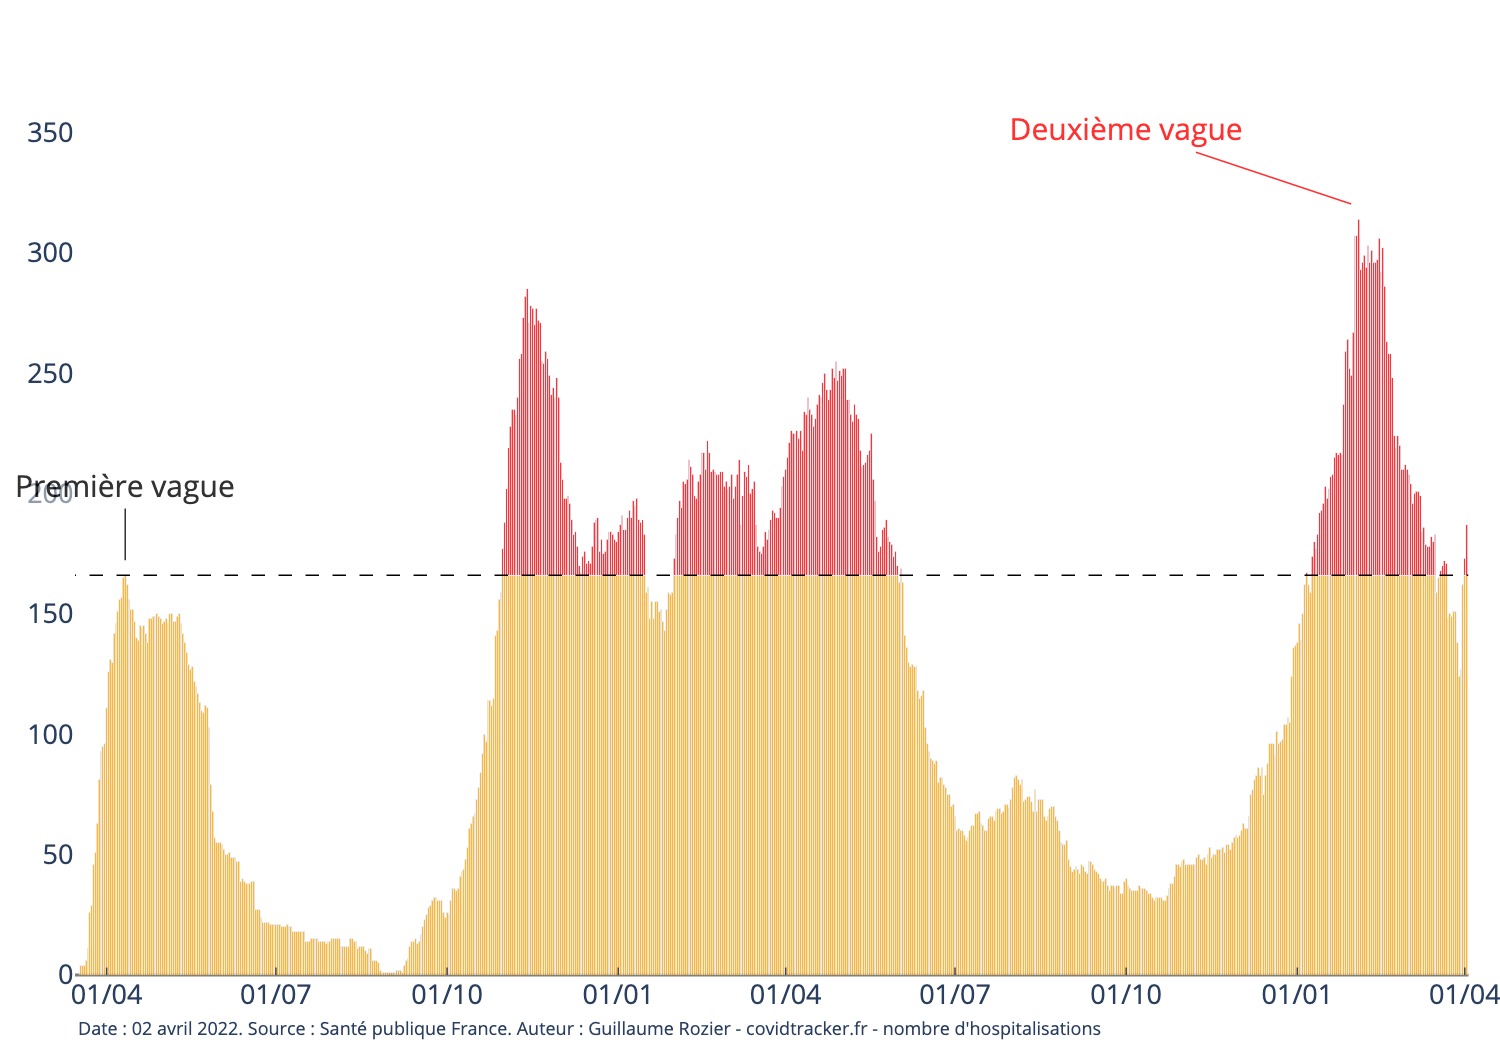 350
Deuxième vague
300
250
Première vague
200
150
100
50
0
01/04 01/07 01/10 01/01 01/04 01/07 01/10 01/01 01/04
Date : 02 avril 2022. Source : Santé publique France. Auteur : Guillaume Rozier - covidtracker.fr - nombre d'hospitalisations